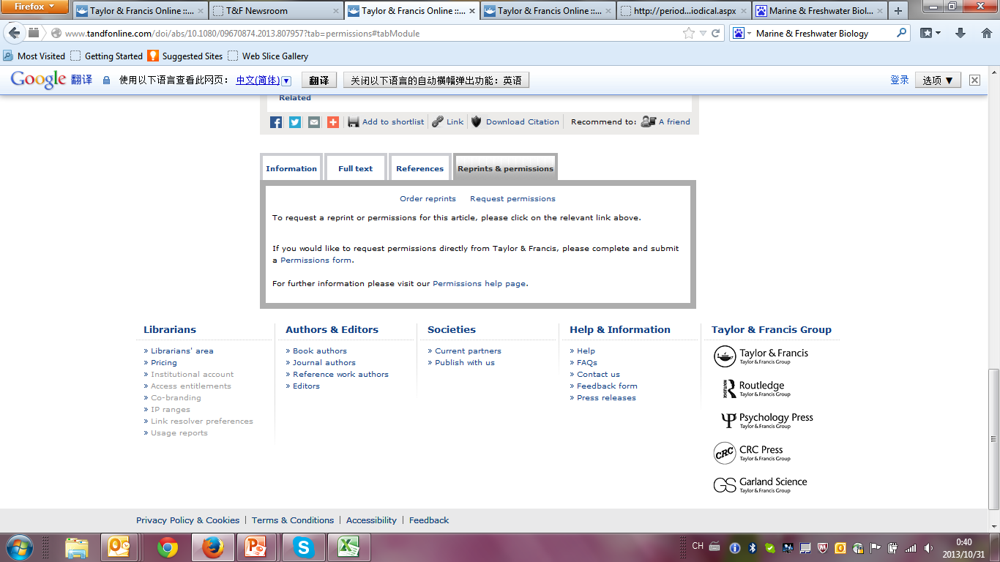 Firefox
Taylor & Francis Online ::...
T&F Newsroom
Taylor & Francis Online ::...
Taylor & Francis Online ::...
http://period...iodical.aspx
Marine & Freshwater Biol...
www.tandfonline.com/doi/abs/10.1080/09670874.2013.807957?tab=permissions#tabModule
Marine & Freshwater Biology
Most Visited Getting Started Suggested Sites Web Slice Gallery
Google 翻译 使用以下语言查看此网页： 中文(简体) 翻译 关闭以下语言的自动横幅弹出功能：英语 登录 选项 ▼
Related
Add to shortlist Link Download Citation Recommend to: A friend
Information Full text References Reprints & permissions
Order reprints Request permissions
To request a reprint or permissions for this article, please click on the relevant link above.
If you would like to request permissions directly from Taylor & Francis, please complete and submit
a Permissions form.
For further information please visit our Permissions help page.
Librarians
» Librarians' area
» Pricing
» Institutional account
» Access entitlements
» Co-branding
» IP ranges
» Link resolver preferences
» Usage reports
Authors & Editors
» Book authors
» Journal authors
» Reference work authors
» Editors
Societies
» Current partners
» Publish with us
Help & Information
» Help
» FAQs
» Contact us
» Feedback form
» Press releases
Taylor & Francis Group
Taylor & Francis
Taylor & Francis Group
ROUTLEDGE
Routledge
Taylor & Francis Group
Psychology Press
Taylor & Francis Group
CRC
CRC Press
Taylor & Francis Group
GS
Garland Science
Taylor & Francis Group
Privacy Policy & Cookies | Terms & Conditions | Accessibility | Feedback
CH
0:40
2013/10/31